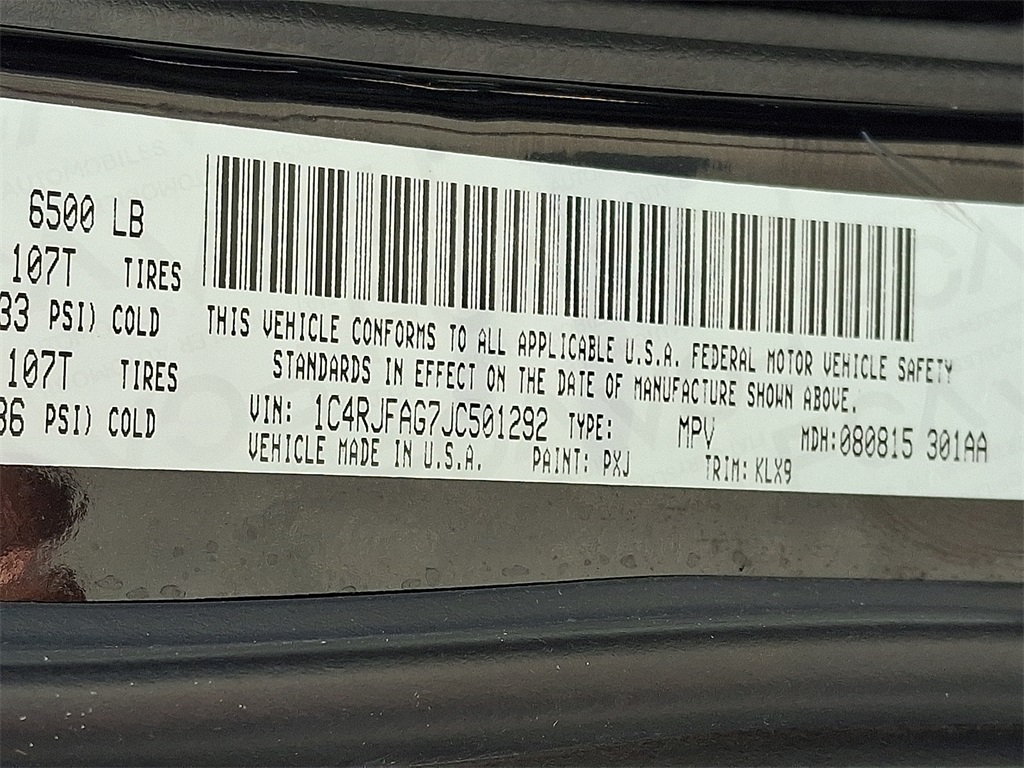 6500 LB
107T TIRES
33 PSI) COLD
107T TIRES
36 PSI) COLD
THIS VEHICLE CONFORMS TO ALL APPLICABLE U.S.A. FEDERAL MOTOR VEHICLE SAFETY
STANDARDS IN EFFECT ON THE DATE OF MANUFACTURE SHOWN ABOVE.
VIN: 1C4RJFAG7JC501292 TYPE: MPV MDH:080815 301AA
VEHICLE MADE IN U.S.A. PAINT: PXJ TRIM: KLX9